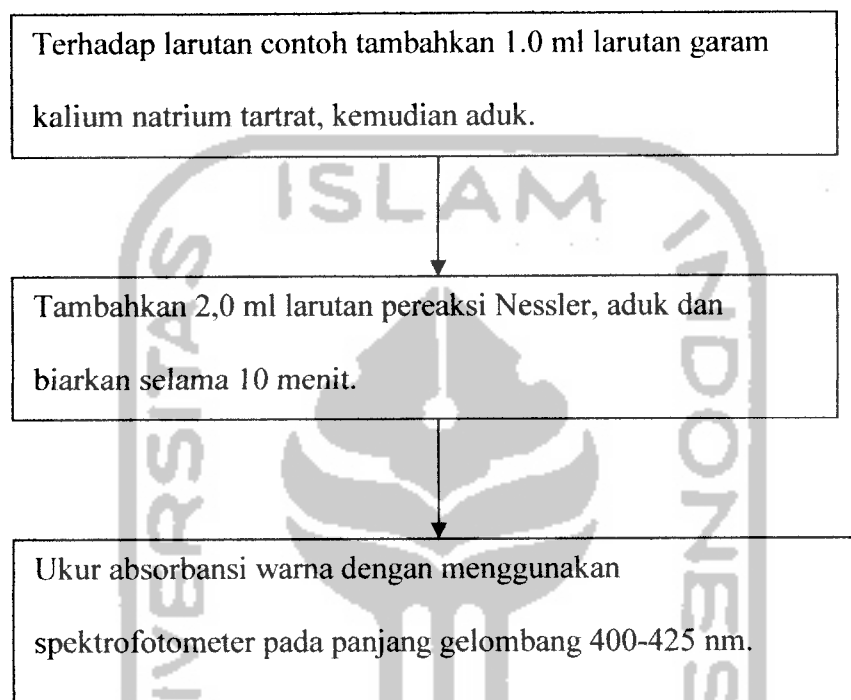 Terhadap larutan contoh tambahkan 1.0 ml larutan garam
kalium natrium tartrat, kemudian aduk.
ISLAM
UNIVERSITAS
INDONESIA
Tambahkan 2,0 ml larutan pereaksi Nessler, aduk dan
biarkan selama 10 menit.
Ukur absorbansi warna dengan menggunakan
spektrofotometer pada panjang gelombang 400-425 nm.